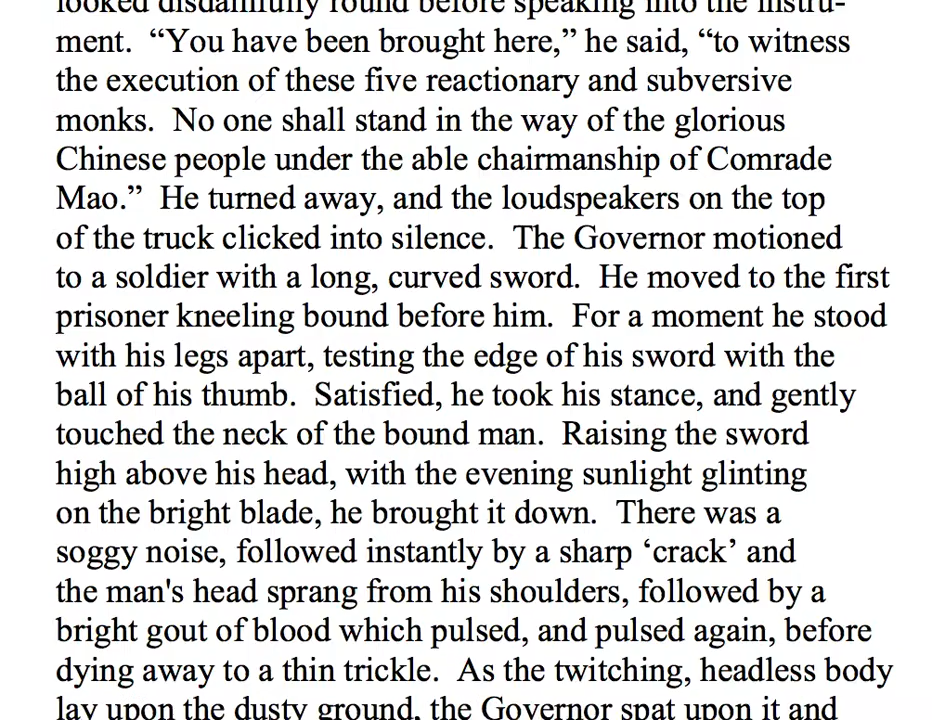 looked disdainfully round before speaking into the instru-
ment.  “You have been brought here,” he said, “to witness
the execution of these five reactionary and subversive
monks.  No one shall stand in the way of the glorious
Chinese people under the able chairmanship of Comrade
Mao.”  He turned away, and the loudspeakers on the top
of the truck clicked into silence.  The Governor motioned
to a soldier with a long, curved sword.  He moved to the first
prisoner kneeling bound before him.  For a moment he stood
with his legs apart, testing the edge of his sword with the
ball of his thumb.  Satisfied, he took his stance, and gently
touched the neck of the bound man.  Raising the sword
high above his head, with the evening sunlight glinting
on the bright blade, he brought it down.  There was a
soggy noise, followed instantly by a sharp ‘crack’ and
the man's head sprang from his shoulders, followed by a
bright gout of blood which pulsed, and pulsed again, before
dying away to a thin trickle.  As the twitching, headless body
lay upon the dusty ground, the Governor spat upon it and